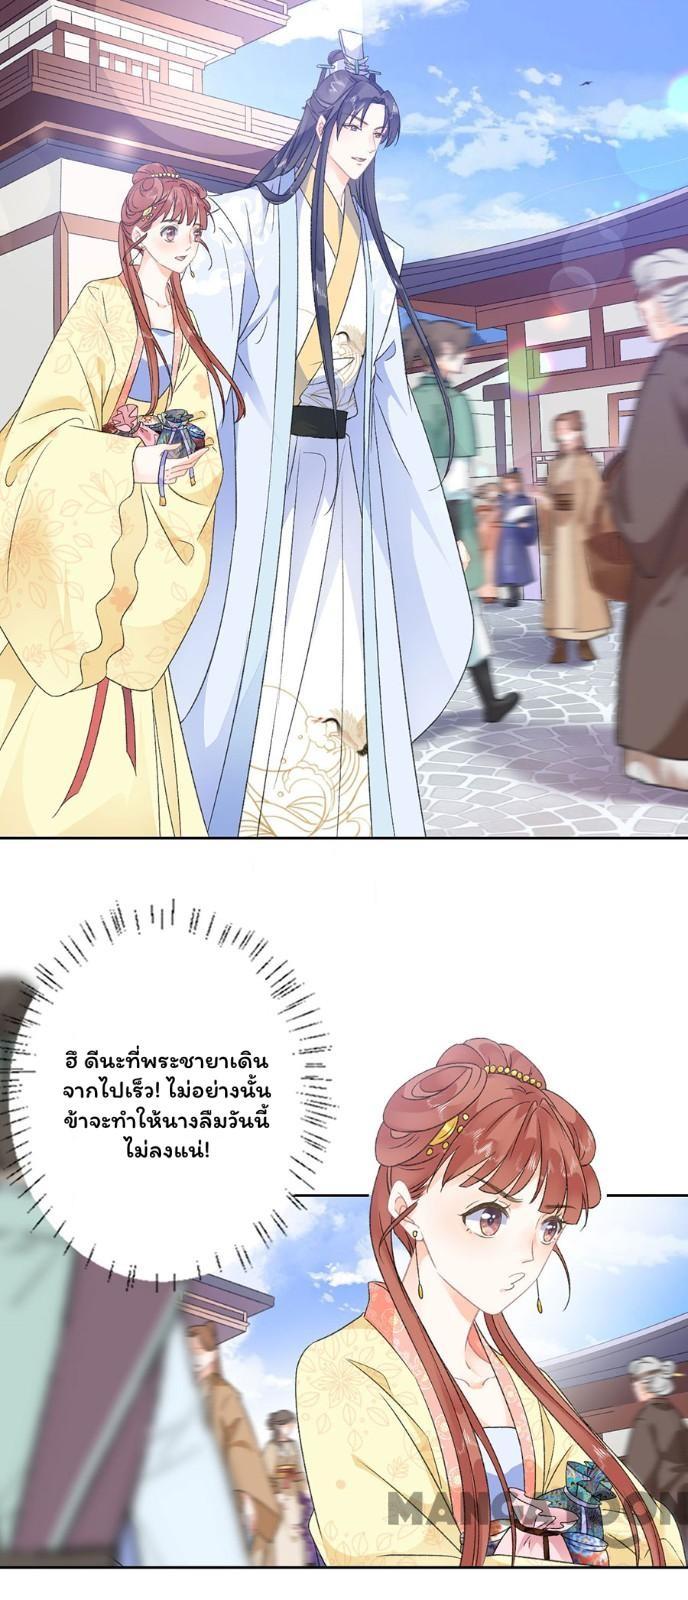 ฮึ ดีนะที่พระชายาเดิน
จากไปเร็ว! ไม่อย่างนั้น
ข้าจะทำให้นางลืมวันนี้
ไม่ลงแน่!
MANGATOON